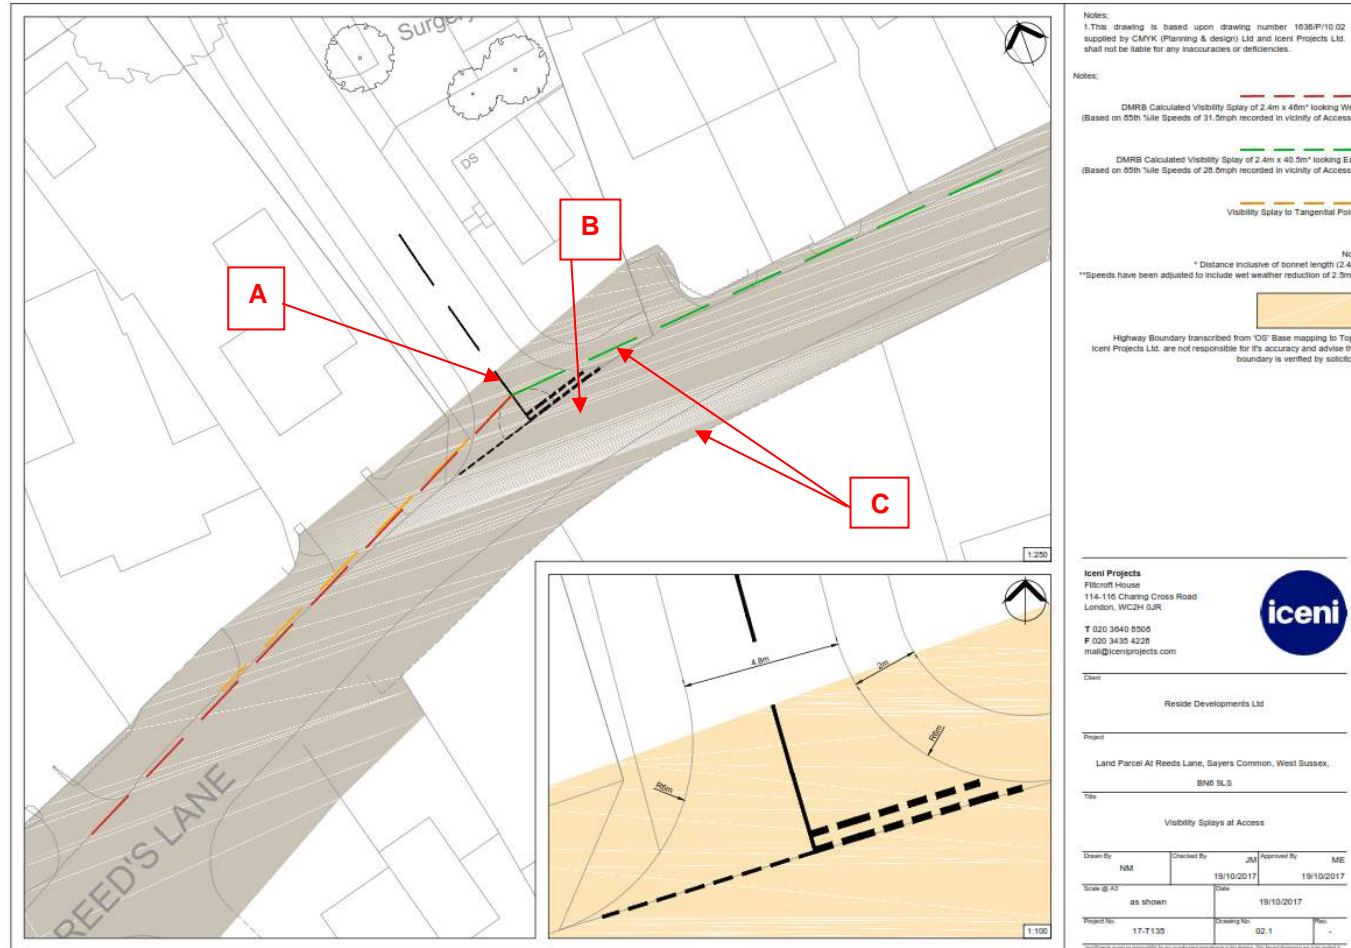 Surgery
DS
A
B
C
REED'S LANE
1:250
4.8m
2m
R6m
R6m
1:100
Notes;
1.This drawing is based upon drawing number 1636/P/10.02
supplied by CMYK (Planning & design) Ltd and Iceni Projects Ltd.
shall not be liable for any inaccuracies or deficiencies.
Notes;
DMRB Calculated Visibility Splay of 2.4m x 46m* looking We
(Based on 85th %ile Speeds of 31.5mph recorded in vicinity of Access
DMRB Calculated Visibility Splay of 2.4m x 40.5m* looking Ea
(Based on 85th %ile Speeds of 28.8mph recorded in vicinity of Access
Visibility Splay to Tangential Poi
No
* Distance inclusive of bonnet length (2.4
**Speeds have been adjusted to include wet weather reduction of 2.5m
Highway Boundary transcribed from 'OS' Base mapping to Top
Iceni Projects Ltd. are not responsible for it's accuracy and advise th
boundary is verified by solicito
Iceni Projects
Flitcroft House
114-116 Charing Cross Road
London, WC2H 0JR
iceni
T 020 3640 8508
F 020 3435 4228
mail@iceniprojects.com
Client
Reside Developments Ltd
Project
Land Parcel At Reeds Lane, Sayers Common, West Sussex,
BN6 9LS
Title
Visibility Splays at Access
Drawn By
NM
Checked By
JM
19/10/2017
Approved By
ME
19/10/2017
Scale @ A3
as shown
Date
19/10/2017
Project No.
17-T135
Drawing No.
02.1
Rev.
-